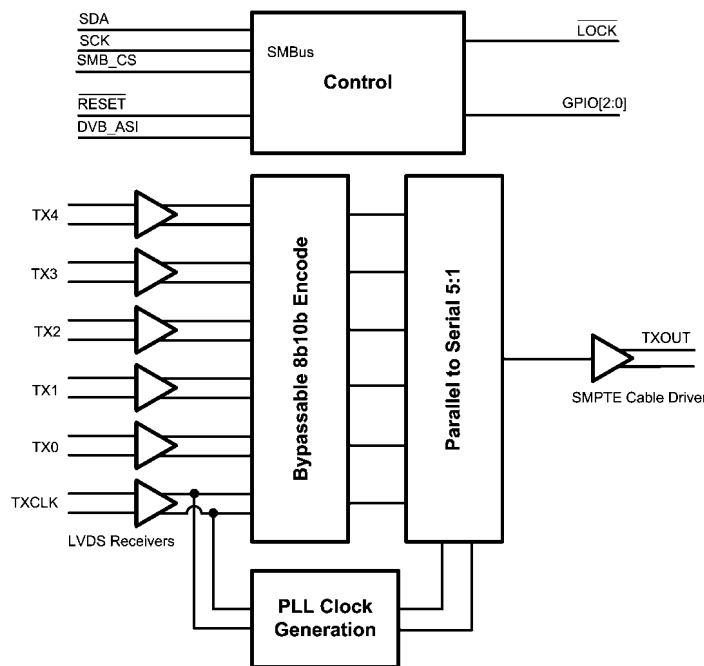 SDA
SCK
SMB_CS
RESET
DVB_ASI
SMBus
Control
LOCK
GPIO[2:0]
TX4
TX3
TX2
TX1
TX0
TXCLK
LVDS Receivers
Bypassable 8b10b Encode
Parallel to Serial 5:1
TXOUT
SMPTE Cable Driver
PLL Clock
Generation